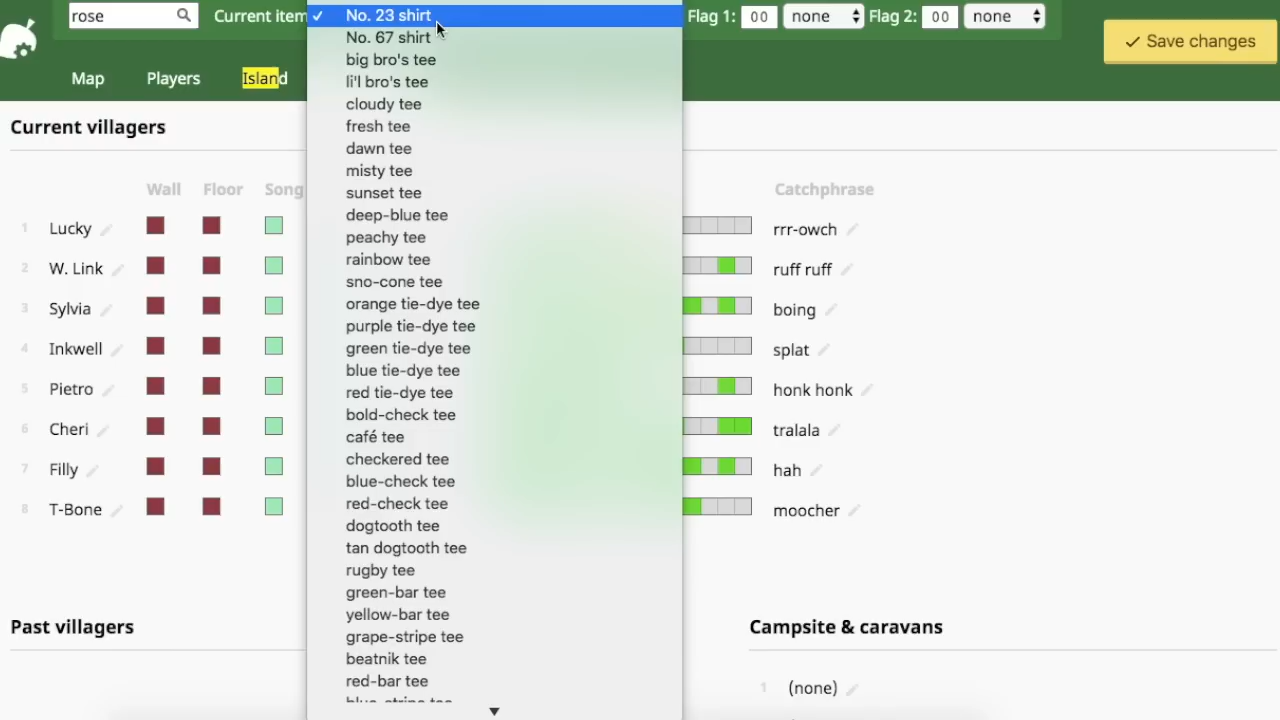 rose
Current item
✓ No. 23 shirt
Flag 1: 00 none
Flag 2: 00 none
✓ Save changes
Map
Players
Island
No. 67 shirt
big bro's tee
li'l bro's tee
cloudy tee
fresh tee
dawn tee
misty tee
sunset tee
deep-blue tee
peachy tee
rainbow tee
sno-cone tee
orange tie-dye tee
purple tie-dye tee
green tie-dye tee
blue tie-dye tee
red tie-dye tee
bold-check tee
café tee
checkered tee
blue-check tee
red-check tee
dogtooth tee
tan dogtooth tee
rugby tee
green-bar tee
yellow-bar tee
grape-stripe tee
beatnik tee
red-bar tee
blue-stripe tee
Current villagers
Wall Floor Song Catchphrase
1 Lucky rrr-owch
2 W. Link ruff ruff
3 Sylvia boing
4 Inkwell splat
5 Pietro honk honk
6 Cheri tralala
7 Filly hah
8 T-Bone moocher
Past villagers
Campsite & caravans
1 (none)